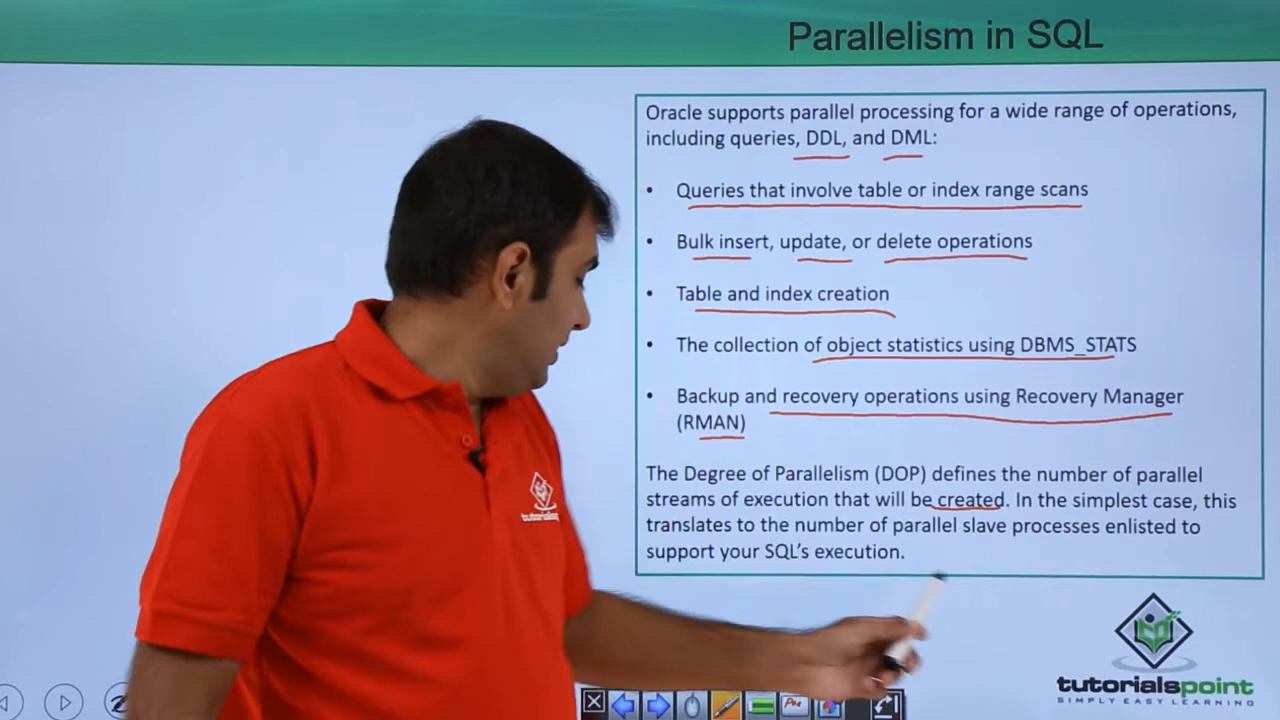 Parallelism in SQL
Oracle supports parallel processing for a wide range of operations,
including queries, DDL, and DML:
• Queries that involve table or index range scans
• Bulk insert, update, or delete operations
• Table and index creation
• The collection of object statistics using DBMS_STATS
• Backup and recovery operations using Recovery Manager
(RMAN)
The Degree of Parallelism (DOP) defines the number of parallel
streams of execution that will be created. In the simplest case, this
translates to the number of parallel slave processes enlisted to
support your SQL's execution.
tutorialspoint
SIMPLY EASY LEARNING